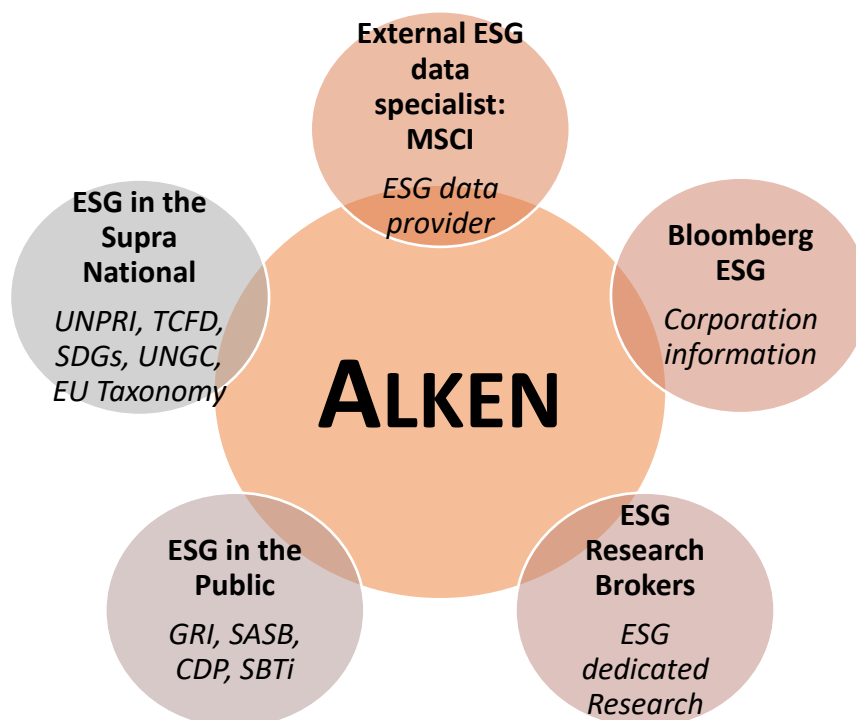 External ESG
data
specialist:
MSCI
ESG data
provider
Bloomberg
ESG
Corporation
information
ESG
Research
Brokers
ESG
dedicated
Research
ESG in the
Public
GRI, SASB,
CDP, SBTi
ESG in the
Supra
National
UNPRI, TCFD,
SDGs, UNGC,
EU Taxonomy
ALKEN